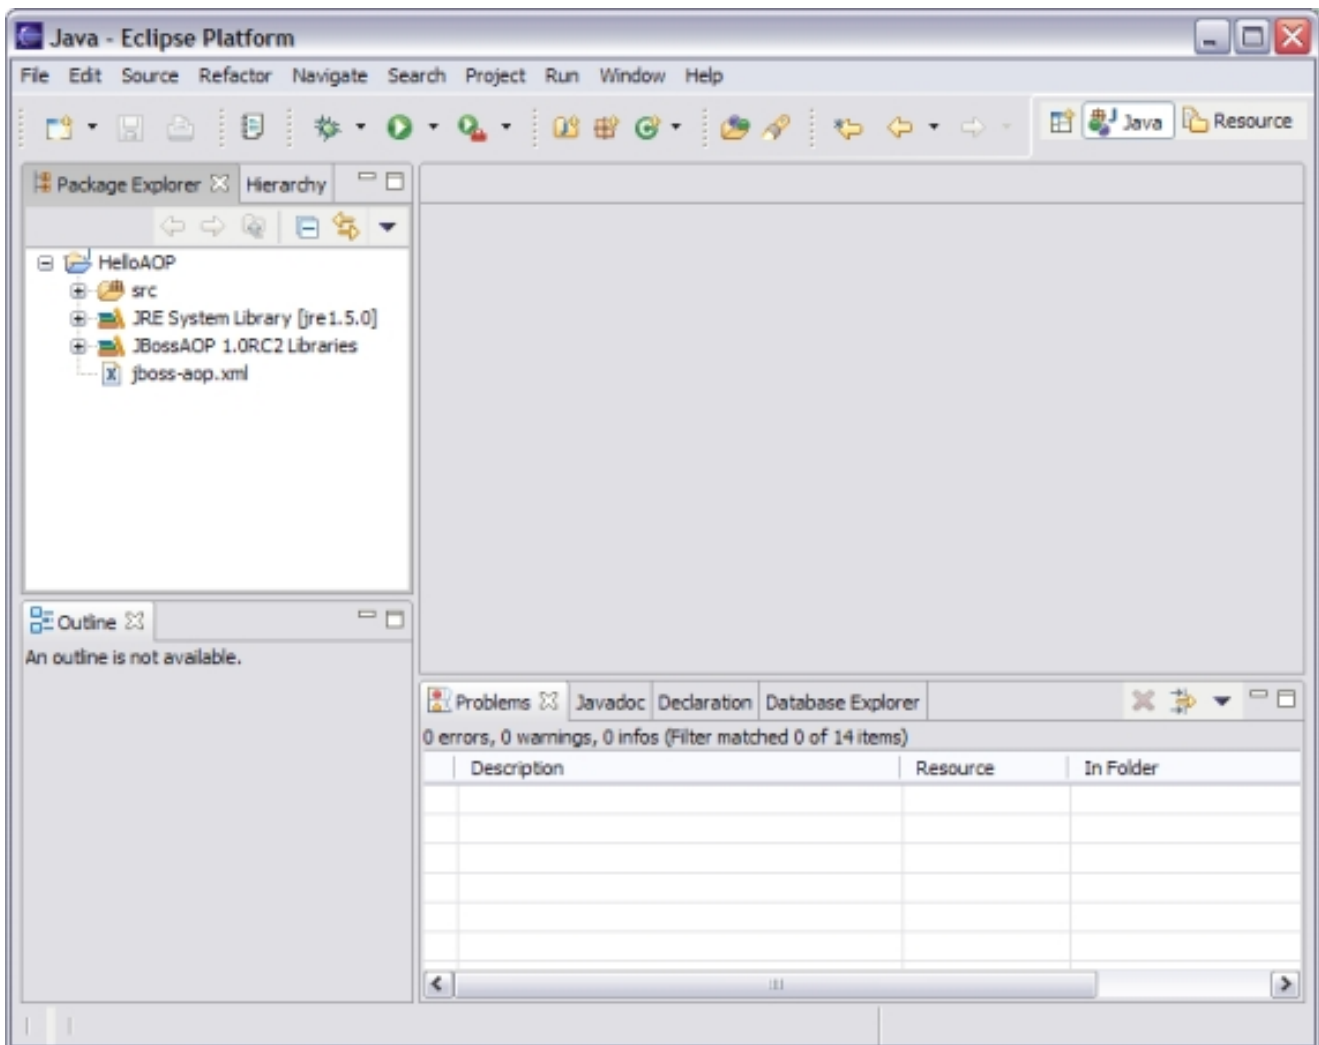 Java - Eclipse Platform
File Edit Source Refactor Navigate Search Project Run Window Help
Java Resource
Package Explorer Hierarchy
HelloAOP
src
JRE System Library [jre1.5.0]
JBossAOP 1.0RC2 Libraries
jboss-aop.xml
Outline
An outline is not available.
Problems Javadoc Declaration Database Explorer
0 errors, 0 warnings, 0 infos (Filter matched 0 of 14 items)
Description Resource In Folder